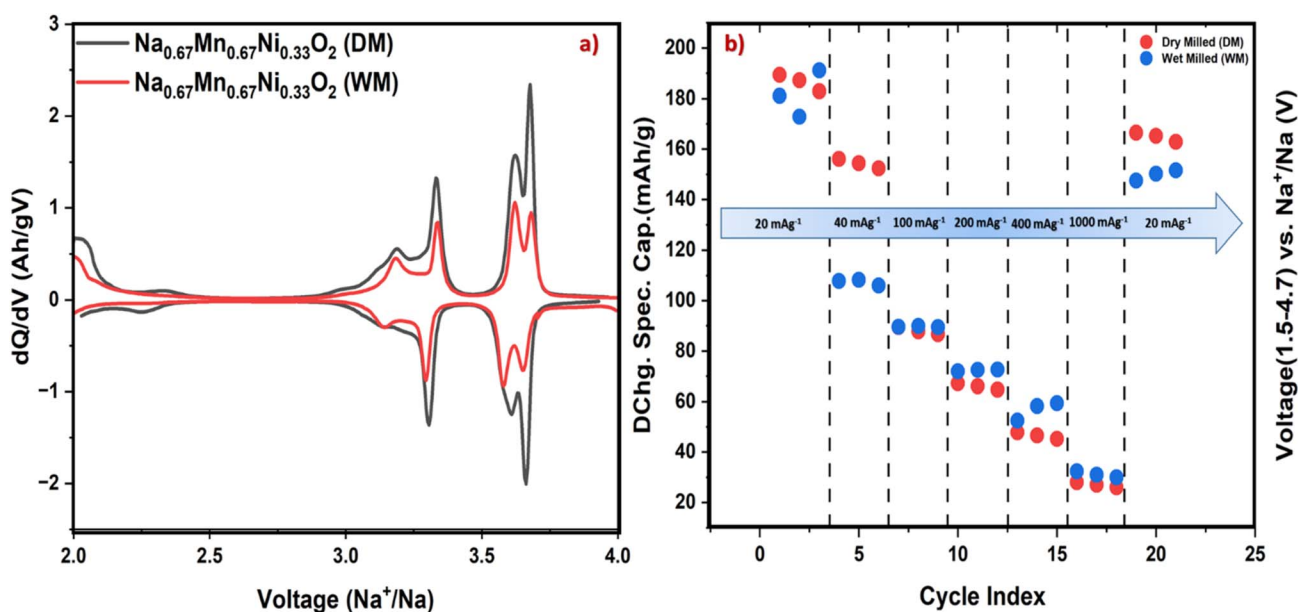 a)
Na₀.₆₇Mn₀.₆₇Ni₀.₃₃O₂ (DM)
Na₀.₆₇Mn₀.₆₇Ni₀.₃₃O₂ (WM)
3
2
1
0
−1
−2
dQ/dV (Ah/gV)
2.0 2.5 3.0 3.5 4.0
Voltage (Na⁺/Na)
b)
Dry Milled (DM)
Wet Milled (WM)
200
180
160
140
120
100
80
60
40
20
DChg. Spec. Cap.(mAh/g)
20 mAg⁻¹ 40 mAg⁻¹ 100 mAg⁻¹ 200 mAg⁻¹ 400 mAg⁻¹ 1000 mAg⁻¹ 20 mAg⁻¹
0 5 10 15 20 25
Cycle Index
Voltage(1.5-4.7) vs. Na⁺/Na (V)